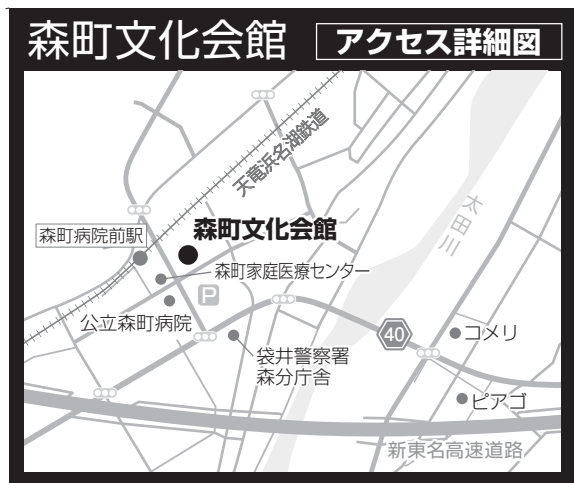 森町文化会館
アクセス詳細図
天竜浜名湖鉄道
太田川
森町病院前駅
森町文化会館
森町家庭医療センター
P
公立森町病院
袋井警察署
森分庁舎
40
コメリ
ピアゴ
新東名高速道路